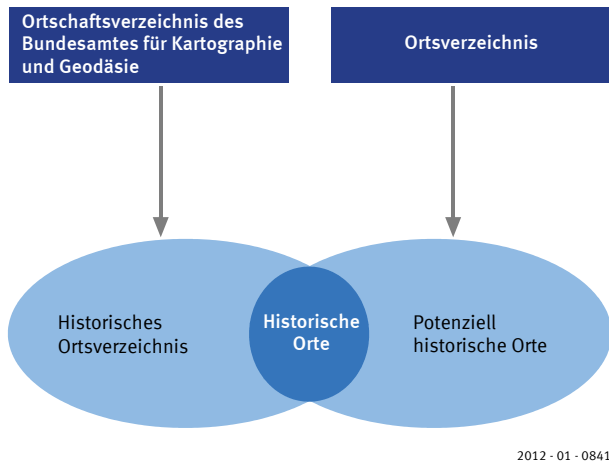 Ortschaftsverzeichnis des
Bundesamtes für Kartographie
und Geodäsie
Ortsverzeichnis
Historisches
Ortsverzeichnis
Historische
Orte
Potenziell
historische Orte
2012 - 01 - 0841